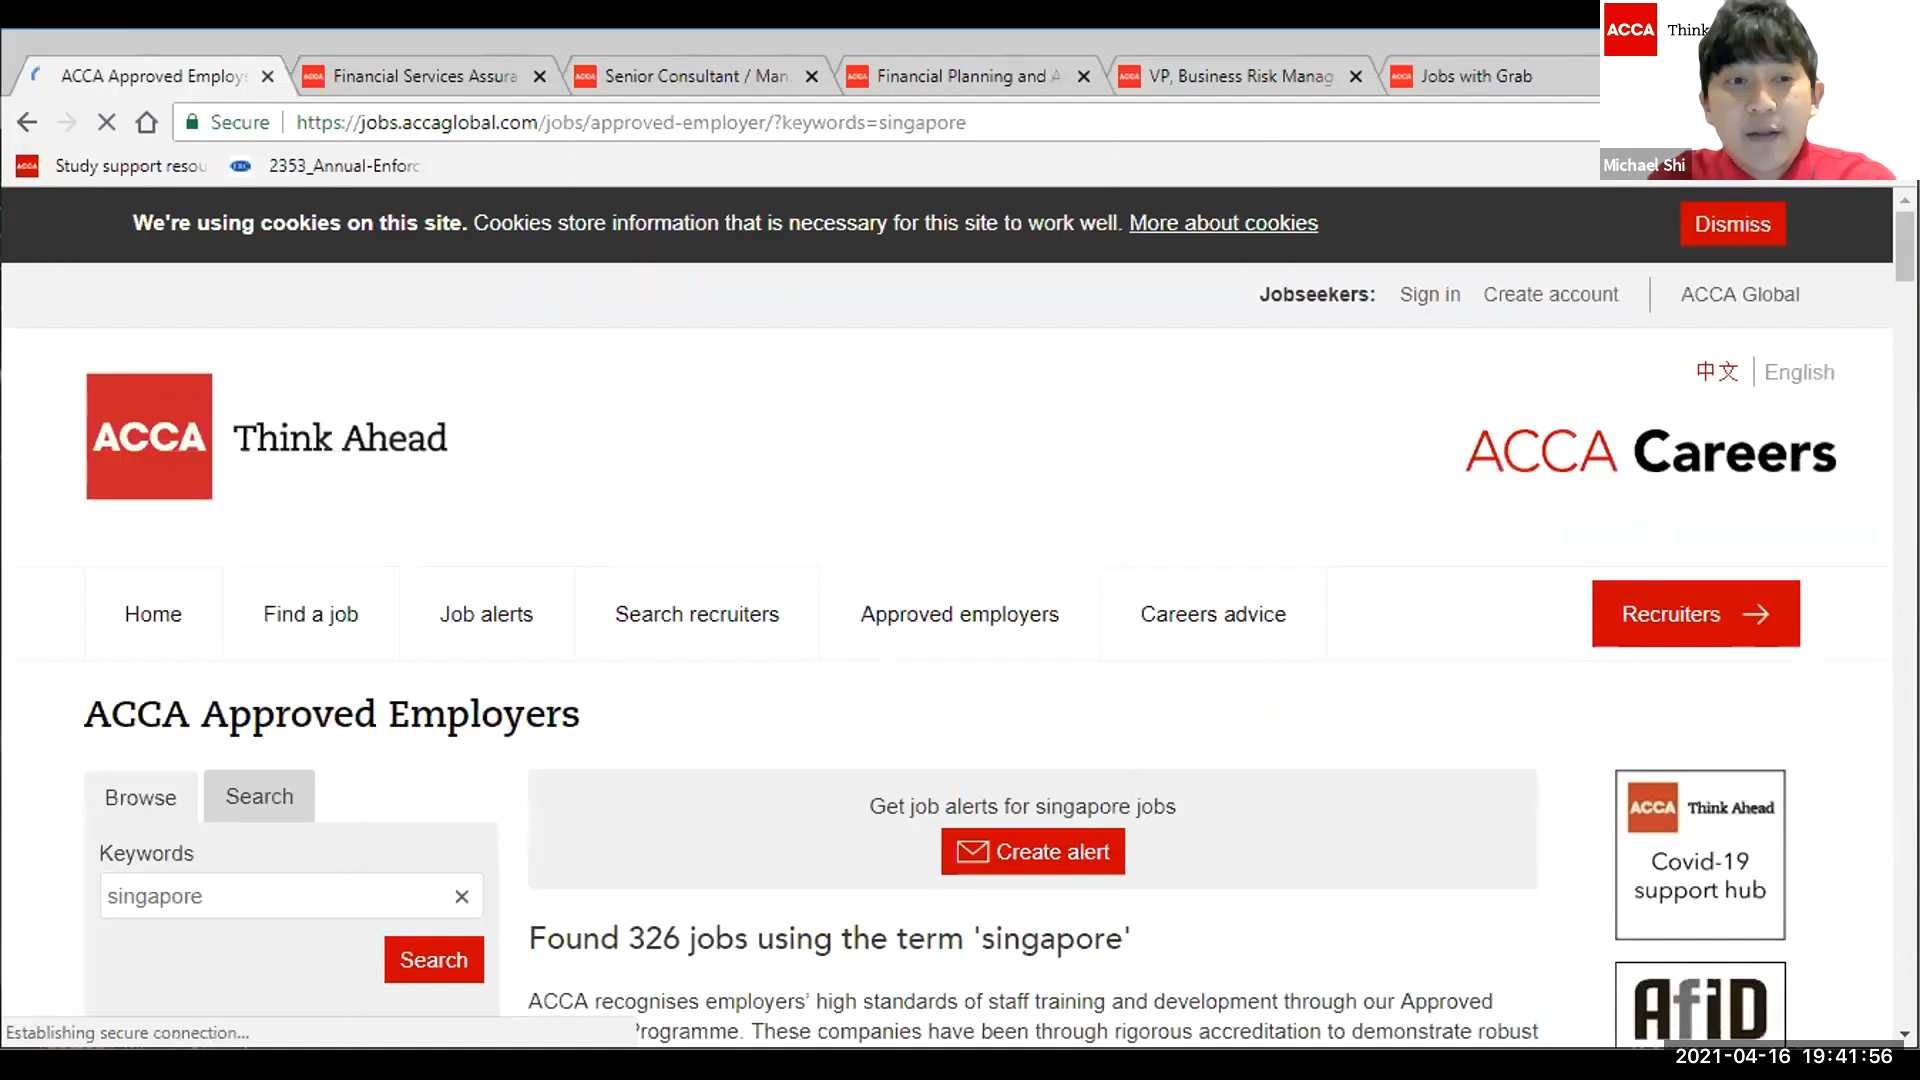 ACCA Think
ACCA Approved Employ
Financial Services Assura
Senior Consultant / Man
Financial Planning and A
VP, Business Risk Manag
Jobs with Grab
Secure
https://jobs.accaglobal.com/jobs/approved-employer/?keywords=singapore
Michael Shi
Study support resou
2353_Annual-Enforc
We're using cookies on this site. Cookies store information that is necessary for this site to work well. More about cookies
Dismiss
Jobseekers: Sign in Create account ACCA Global
中文 English
ACCA Think Ahead
ACCA Careers
Home Find a job Job alerts Search recruiters Approved employers Careers advice
Recruiters
ACCA Approved Employers
Browse Search
Keywords
singapore
Search
Get job alerts for singapore jobs
Create alert
Found 326 jobs using the term 'singapore'
ACCA recognises employers’ high standards of staff training and development through our Approved
Programme. These companies have been through rigorous accreditation to demonstrate robust
ACCA Think Ahead
Covid-19
support hub
AfiD
Establishing secure connection...
2021-04-16 19:41:56